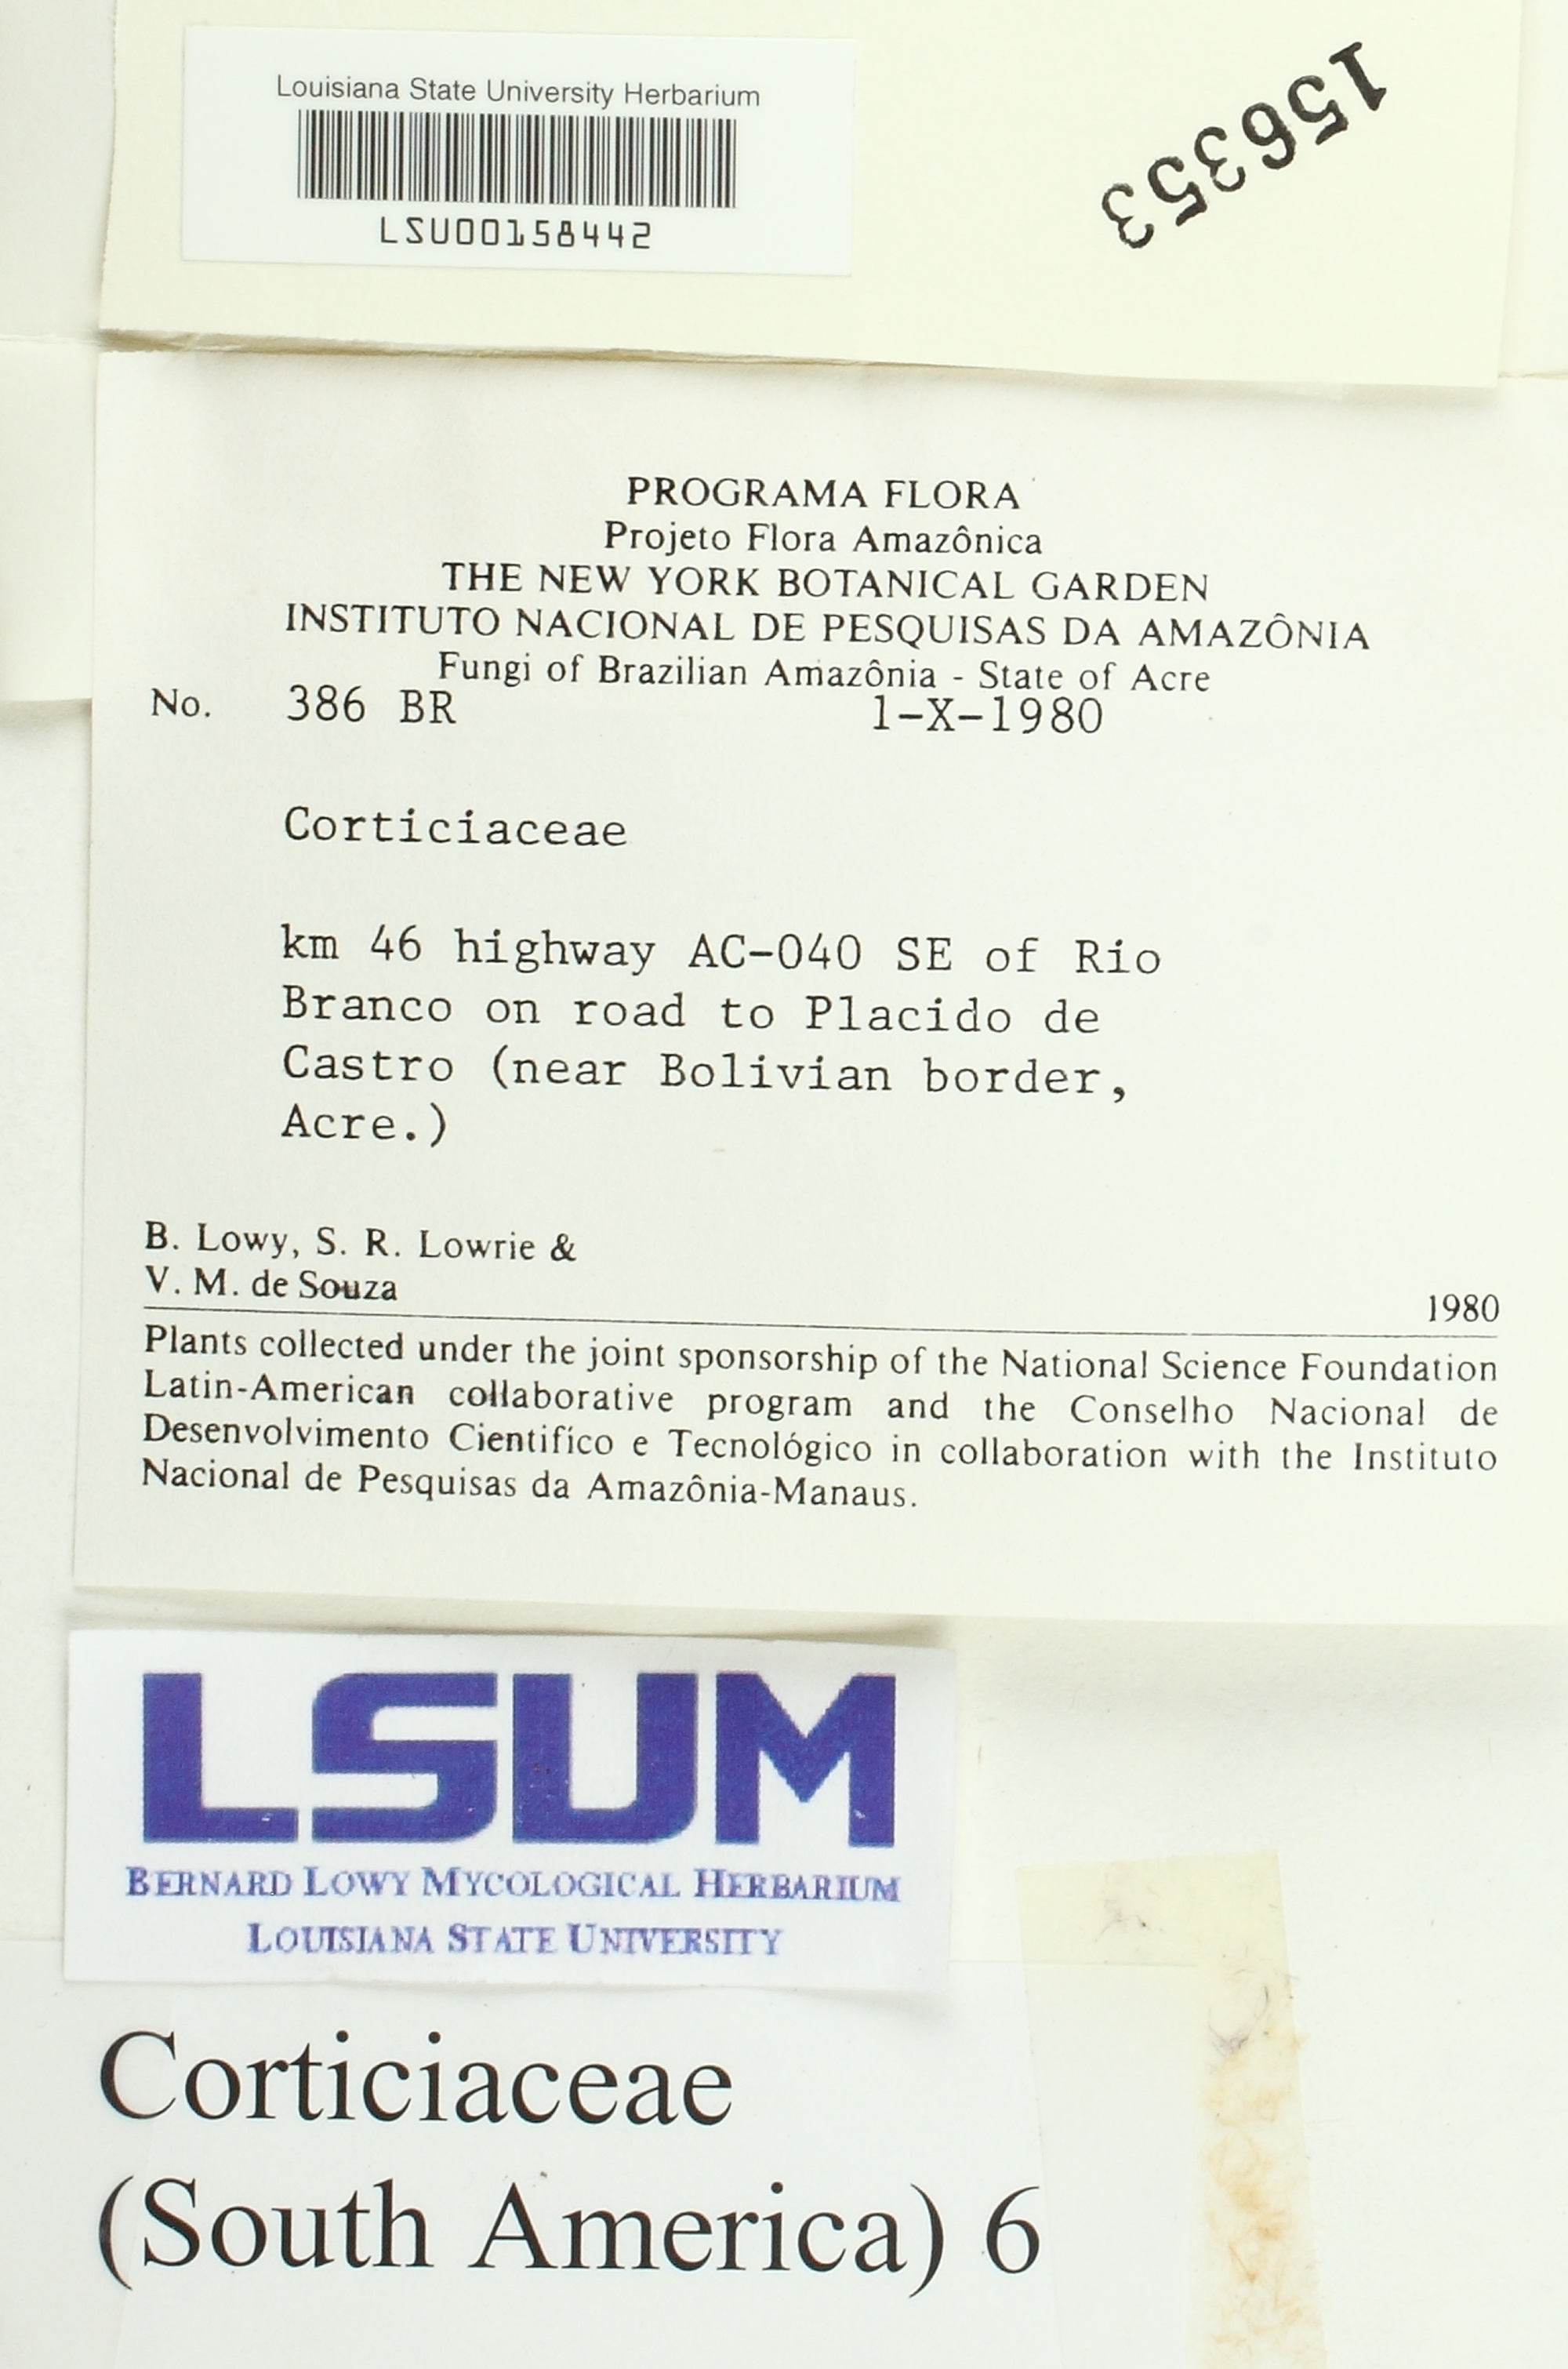 Louisiana State University Herbarium
LSU00158442
156353
PROGRAMA FLORA
Projeto Flora Amazônica
THE NEW YORK BOTANICAL GARDEN
INSTITUTO NACIONAL DE PESQUISAS DA AMAZÔNIA
Fungi of Brazilian Amazônia - State of Acre
No. 386 BR 1-X-1980
Corticiaceae
km 46 highway AC-040 SE of Rio
Branco on road to Placido de
Castro (near Bolivian border,
Acre.)
B. Lowy, S. R. Lowrie &
V. M. de Souza
1980
Plants collected under the joint sponsorship of the National Science Foundation
Latin-American collaborative program and the Conselho Nacional de
Desenvolvimento Cientifíco e Tecnológico in collaboration with the Instituto
Nacional de Pesquisas da Amazônia-Manaus.
LSUM
BERNARD LOWY MYCOLOGICAL HERBARIUM
LOUISIANA STATE UNIVERSITY
Corticiaceae
(South America) 6